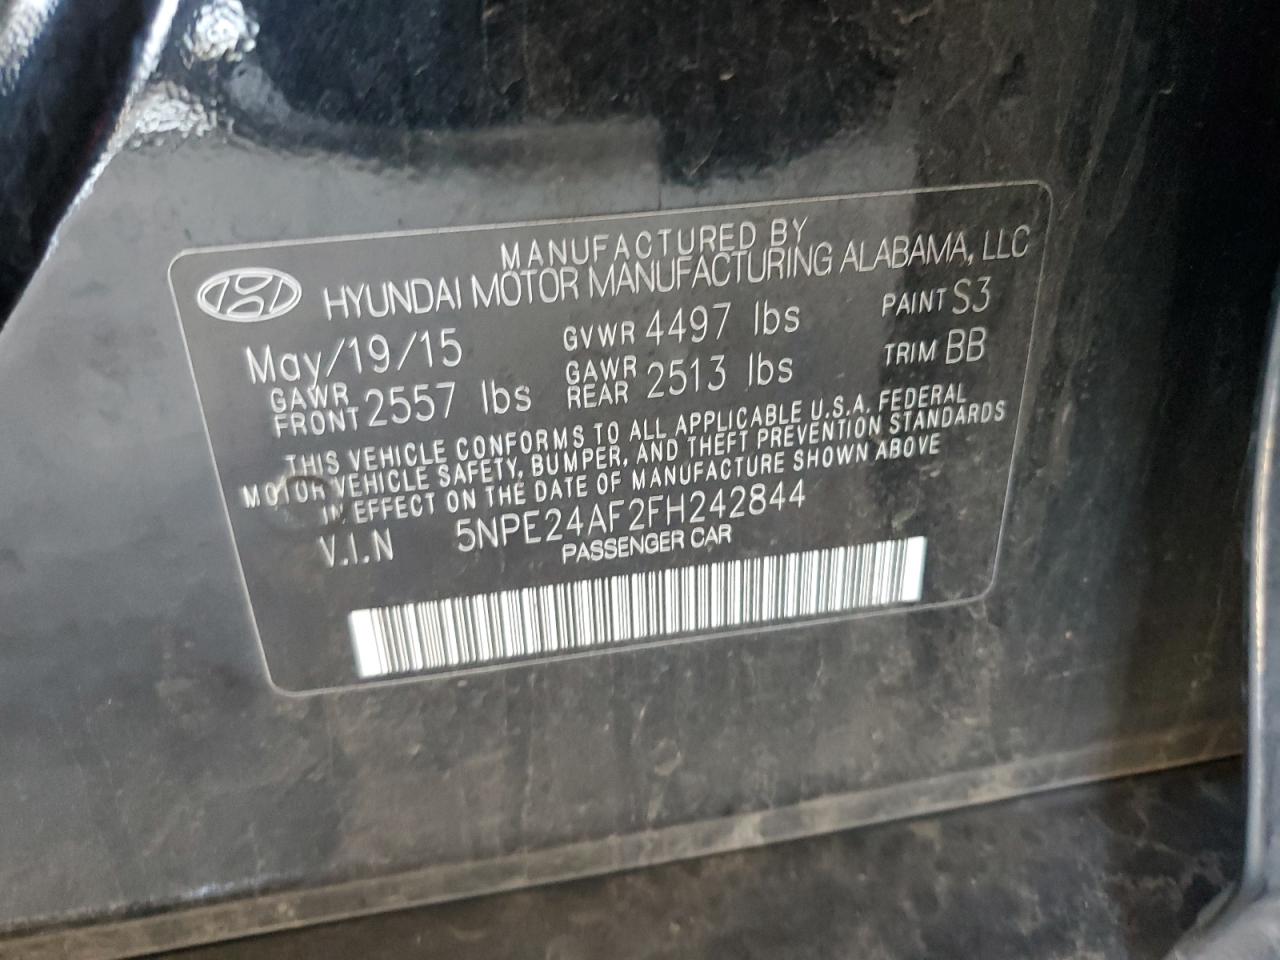 MANUFACTURED BY
HYUNDAI MOTOR MANUFACTURING ALABAMA, LLC
May/19/15 GVWR 4497 lbs PAINT S3
GAWR FRONT 2557 lbs GAWR REAR 2513 lbs TRIM BB
THIS VEHICLE CONFORMS TO ALL APPLICABLE U.S.A. FEDERAL
MOTOR VEHICLE SAFETY, BUMPER, AND THEFT PREVENTION STANDARDS
IN EFFECT ON THE DATE OF MANUFACTURE SHOWN ABOVE
V.I.N 5NPE24AF2FH242844
PASSENGER CAR